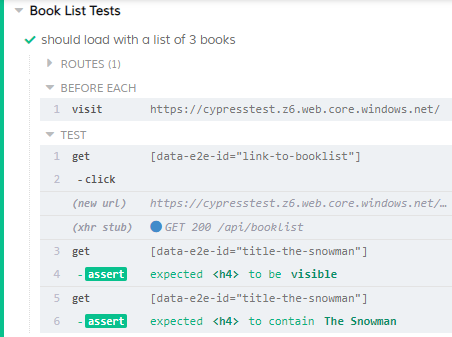 Book List Tests
should load with a list of 3 books
ROUTES (1)
BEFORE EACH
1 visit https://cypresstest.z6.web.core.windows.net/
TEST
1 get [data-e2e-id="link-to-booklist"]
2 -click
(new url) https://cypresstest.z6.web.core.windows.net/…
(xhr stub) GET 200 /api/booklist
3 get [data-e2e-id="title-the-snowman"]
4 -assert expected <h4> to be visible
5 get [data-e2e-id="title-the-snowman"]
6 -assert expected <h4> to contain The Snowman